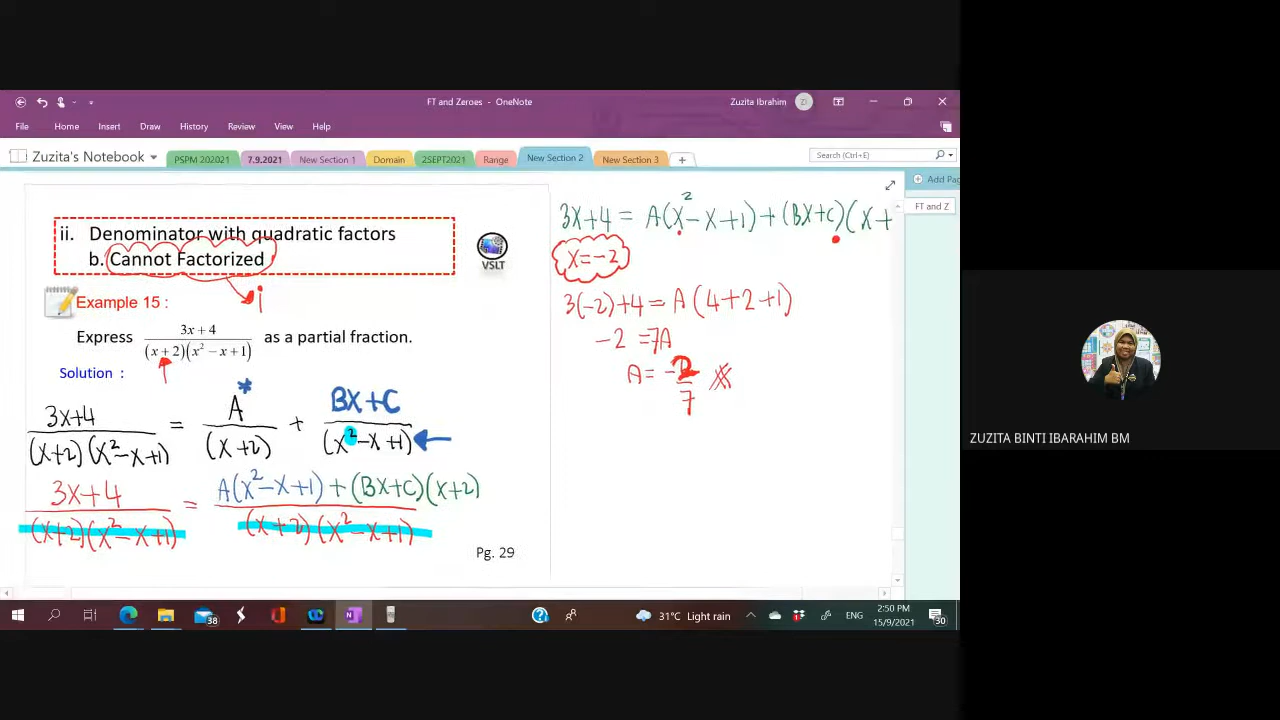 FT and Zeroes - OneNote
Zuzita Ibrahim ZI
File Home Insert Draw History Review View Help
Zuzita's Notebook
PSPM 202021 7.9.2021 New Section 1 Domain 2SEPT2021 Range New Section 2 New Section 3 +
Search (Ctrl+E)
Add Pag
FT and Z
ii. Denominator with quadratic factors
b. Cannot Factorized
i
VSLT
Example 15 :
Express (3x + 4)/((x + 2)(x² − x + 1)) as a partial fraction.
Solution :
(3x+4)/((x+2)(x²-x+1)) = A*/(x+2) + (Bx+C)/(x²-x+1)
(3x+4)/((x+2)(x²-x+1)) = (A(x²-x+1)+(Bx+C)(x+2))/((x+2)(x²-x+1))
Pg. 29
3x+4 = A(x²-x+1)+(Bx+C)(x+
x=-2
3(-2)+4 = A(4+2+1)
-2 = 7A
A = -2/7
ZUZITA BINTI IBARAHIM BM
38
31°C Light rain
ENG
2:50 PM
15/9/2021
30